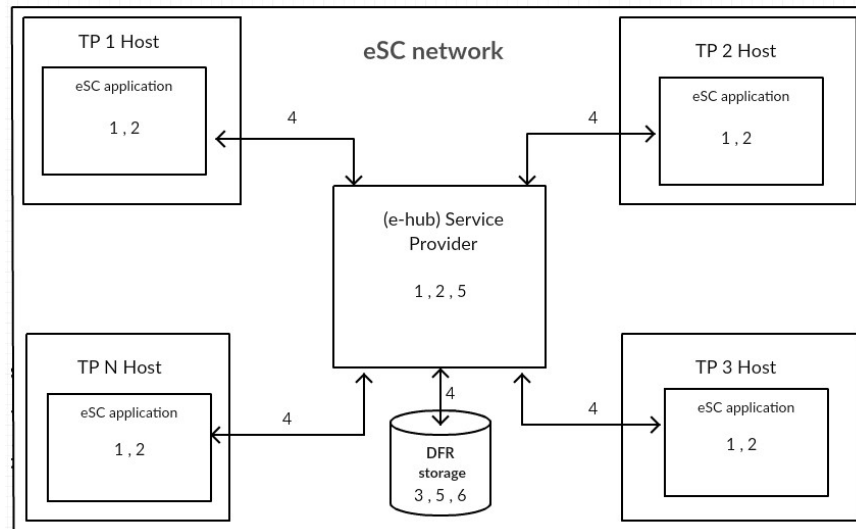 TP 1 Host
eSC application
1 , 2
4
eSC network
TP 2 Host
eSC application
1 , 2
4
(e-hub) Service
Provider
1 , 2 , 5
TP N Host
eSC application
1 , 2
4
4
DFR
storage
3 , 5 , 6
TP 3 Host
eSC application
1 , 2
4